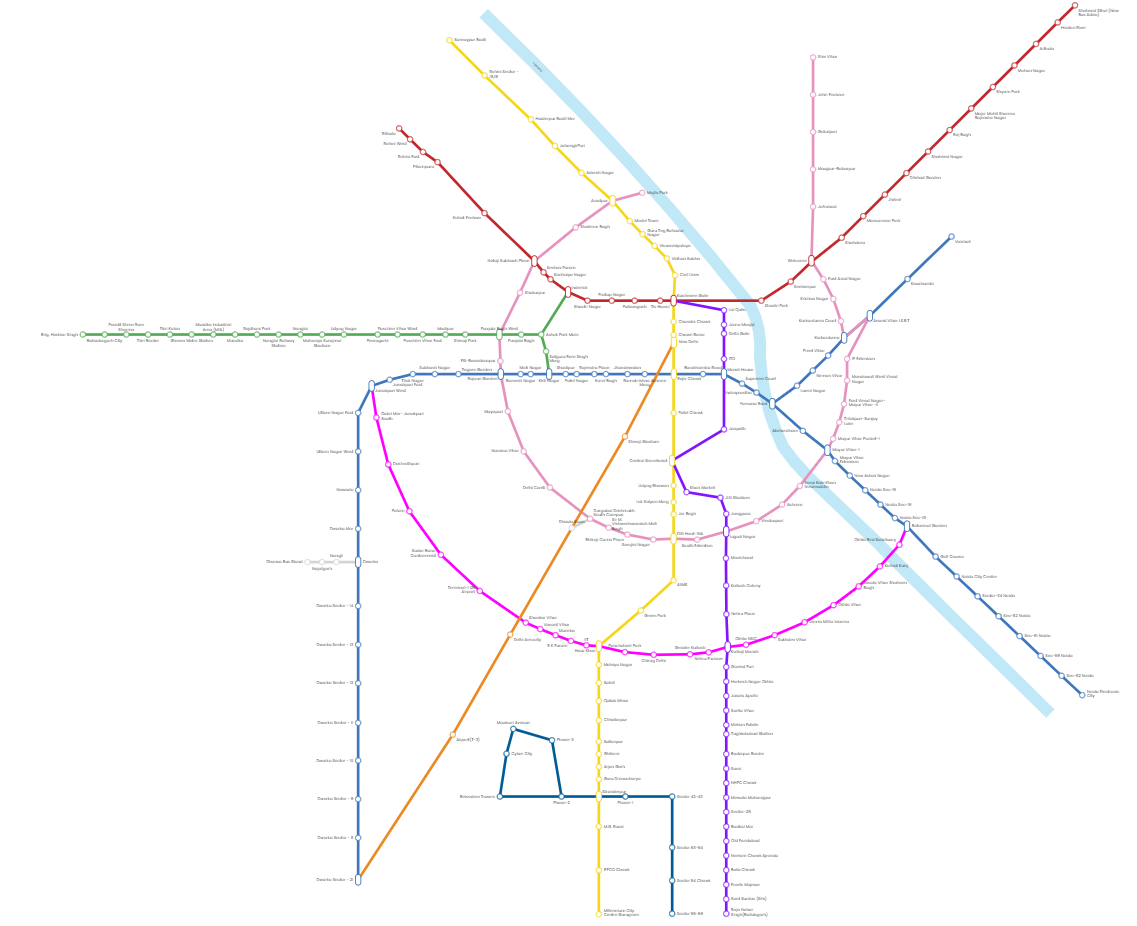 Shaheed Sthal (New
Bus Adda)
Hindon River
Arthala
Mohan Nagar
Shyam Park
Major Mohit Sharma
Rajendra Nagar
Raj Bagh
Shaheed Nagar
Dilshad Garden
Jhilmil
Mansarovar Park
Shahdara
Welcome
Seelampur
Shastri Park
Kashmere Gate
Tis Hazari
Pulbangash
Pratap Nagar
Shastri Nagar
Inderlok
Kanhaiya Nagar
Keshav Puram
Netaji Subhash Place
Kohat Enclave
Pitampura
Rohini East
Rohini West
Rithala
Samaypur Badli
Rohini Sector -
18,19
Haiderpur Badli Mor
Jahangir Puri
Adarsh Nagar
Azadpur
Model Town
Guru Teg Bahadur
Nagar
Vishwavidyalaya
Vidhan Sabha
Civil Lines
Chandni Chowk
Chawri Bazar
New Delhi
Rajiv Chowk
Patel Chowk
Central Secretariat
Udyog Bhawan
Lok Kalyan Marg
Jor Bagh
Dilli Haat- INA
AIIMS
Green Park
Hauz Khas
Malviya Nagar
Saket
Qutab Minar
Chhatarpur
Sultanpur
Ghitorni
Arjan Garh
Guru Dronacharya
Sikanderpur
M.G. Road
IFFCO Chowk
Millennium City
Centre Gurugram
Majlis Park
Shalimar Bagh
Shakurpur
Punjabi Bagh West
ESI-Basaidarapur
Rajouri Garden
Mayapuri
Naraina Vihar
Delhi Cantt
Durgabai Deshmukh
South Campus
Sir M.
Vishweshwaraiah Moti
Bagh
Bhikaji Cama Place
Sarojini Nagar
South Extension
Lajpat Nagar
Vinobapuri
Ashram
Sarai Kale Khan
Nizamuddin
Mayur Vihar-I
Mayur Vihar Pocket-I
Trilokpuri-Sanjay
Lake
East Vinod Nagar-
Mayur Vihar -II
Mandawali West Vinod
Nagar
IP Extension
Anand Vihar I.S.B.T
Karkarduma
Karkarduma Court
Krishna Nagar
East Azad Nagar
Jafrabad
Maujpur-Babarpur
Gokulpuri
Johri Enclave
Shiv Vihar
Vaishali
Kaushambi
Preet Vihar
Nirman Vihar
Laxmi Nagar
Yamuna Bank
Akshardham
Mayur Vihar
Extension
New Ashok Nagar
Noida Sec-15
Noida Sec-16
Noida Sec-18
Botanical Garden
Golf Course
Noida City Center
Sector-34 Noida
Sec-52 Noida
Sec-61 Noida
Sec-59 Noida
Sec-62 Noida
Noida Electronic
City
Indraprastha
Supreme Court
Mandi House
Barakhamba Road
Ramakrishna Ashram
Marg
Jhandewalan
Karol Bagh
Rajendra Place
Patel Nagar
Shadipur
Kirti Nagar
Moti Nagar
Ramesh Nagar
Tagore Garden
Subhash Nagar
Tilak Nagar
Janakpuri East
Janakpuri West
Uttam Nagar East
Uttam Nagar West
Nawada
Dwarka Mor
Dwarka
Dwarka Sector - 14
Dwarka Sector - 13
Dwarka Sector - 12
Dwarka Sector - 11
Dwarka Sector - 10
Dwarka Sector - 9
Dwarka Sector - 8
Dwarka Sector - 21
Nangli
Najafgarh
Dhansa Bus Stand
Brig. Hoshiar Singh
Bahadurgarh City
Pandit Shree Ram
Sharma
Tikri Border
Tikri Kalan
Ghevra Metro Station
Mundka Industrial
Area (MIA)
Mundka
Rajdhani Park
Nangloi Railway
Station
Nangloi
Maharaja Surajmal
Stadium
Udyog Nagar
Peeragarhi
Paschim Vihar West
Paschim Vihar East
Madipur
Shivaji Park
Punjabi Bagh
Ashok Park Main
Satguru Ram Singh
Marg
Lal Quila
Jama Masjid
Delhi Gate
ITO
Janpath
Khan Market
JLN Stadium
Jangpura
Moolchand
Kailash Colony
Nehru Place
Kalkaji Mandir
Govind Puri
Harkesh Nagar Okhla
Jasola Apollo
Sarita Vihar
Mohan Estate
Tughlakabad Station
Badarpur Border
Sarai
NHPC Chowk
Mewala Maharajpur
Sector-28
Badkal Mor
Old Faridabad
Neelam Chowk Ajronda
Bata Chowk
Escorts Mujesar
Sant Surdas (Sihi)
Raja Nahar
Singh(Ballabgarh)
Dabri Mor- Janakpuri
South
Dashrathpuri
Palam
Sadar Bazar
Cantonment
Terminal-1 IGI
Airport
Shankar Vihar
Vasant Vihar
Munirka
R K Puram
IIT
Panchsheel Park
Chirag Delhi
Greater Kailash
Nehru Enclave
Okhla NSIC
Sukhdev Vihar
Jamia Millia Islamia
Okhla Vihar
Jasola Vihar Shaheen
Bagh
Kalindi Kunj
Okhla Bird Sanctuary
Shivaji Stadium
Dhaula Kuan
Delhi Aerocity
Airport(T-3)
Moulsari Avenue
Cyber City
Phase-3
Belvedere Towers
Phase-2
Phase-1
Sector 42-43
Sector 53-54
Sector 54 Chowk
Sector 55-56